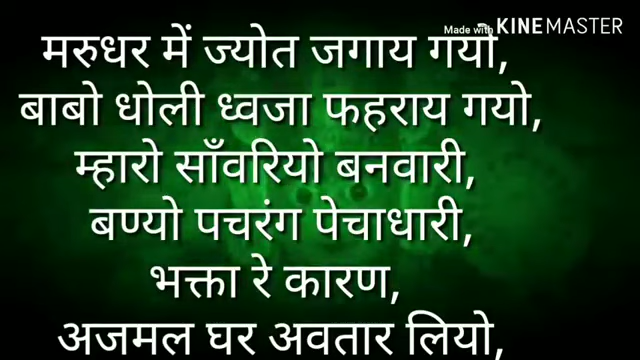 Made with KINEMASTER
मरुधर में ज्योत जगाय गयो,
बाबो धोली ध्वजा फहराय गयो,
म्हारो साँवरियो बनवारी,
बण्यो पचरंग पेचाधारी,
भक्ता रे कारण,
अजमल घर अवतार लियो,